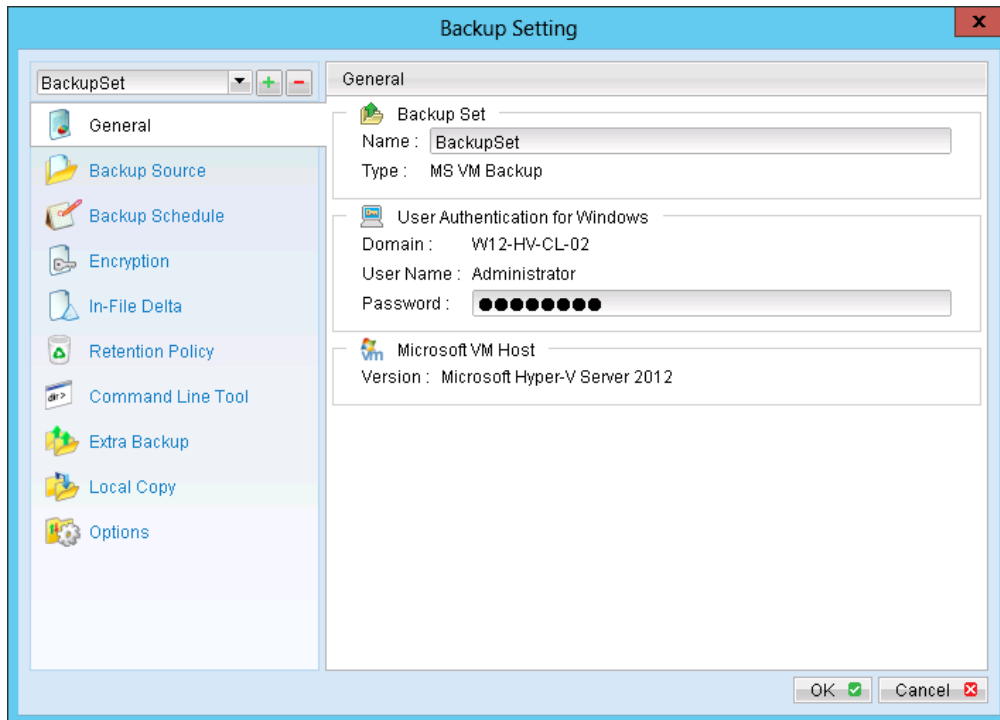 Backup Setting
x
BackupSet
General
Backup Source
Backup Schedule
Encryption
In-File Delta
Retention Policy
dir> Command Line Tool
Extra Backup
Local Copy
Options
General
Backup Set
Name : BackupSet
Type : MS VM Backup
User Authentication for Windows
Domain : W12-HV-CL-02
User Name : Administrator
Password : ●●●●●●●●
vm Microsoft VM Host
Version : Microsoft Hyper-V Server 2012
OK
Cancel